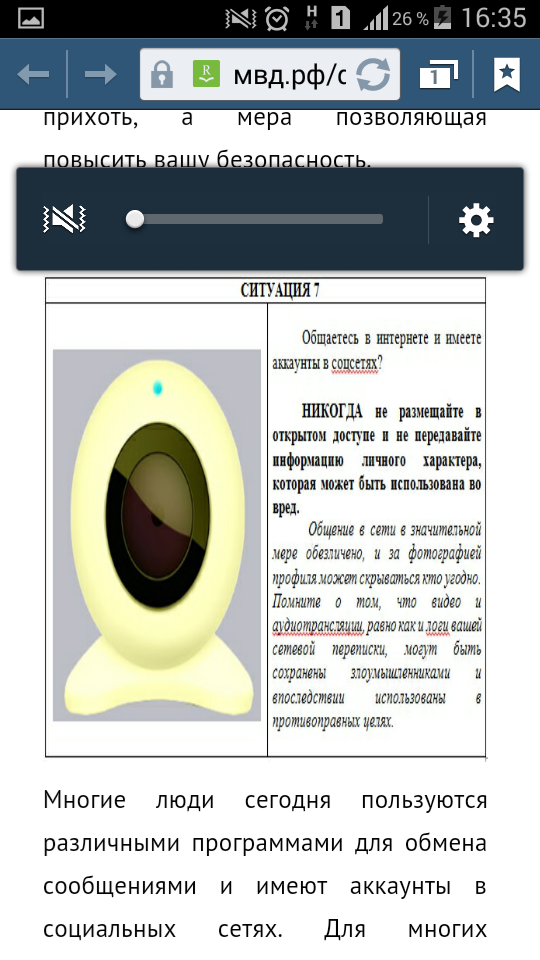 Н 1 26 % 16:35
R мвд.рф/с 1
прихоть, а мера позволяющая
повысить вашу безопасность.
СИТУАЦИЯ 7
Общаетесь в интернете и имеете
аккаунты в соцсетях?
НИКОГДА не размещайте в
открытом доступе и не передавайте
информацию личного характера,
которая может быть использована во
вред.
Общение в сети в значительной
мере обезличено, и за фотографией
профиля может скрываться кто угодно.
Помните о том, что видео и
аудиотрансляции, равно как и логи вашей
сетевой переписки, могут быть
сохранены злоумышленниками и
впоследствии использованы в
противоправных целях.
Многие люди сегодня пользуются
различными программами для обмена
сообщениями и имеют аккаунты в
социальных сетях. Для многих